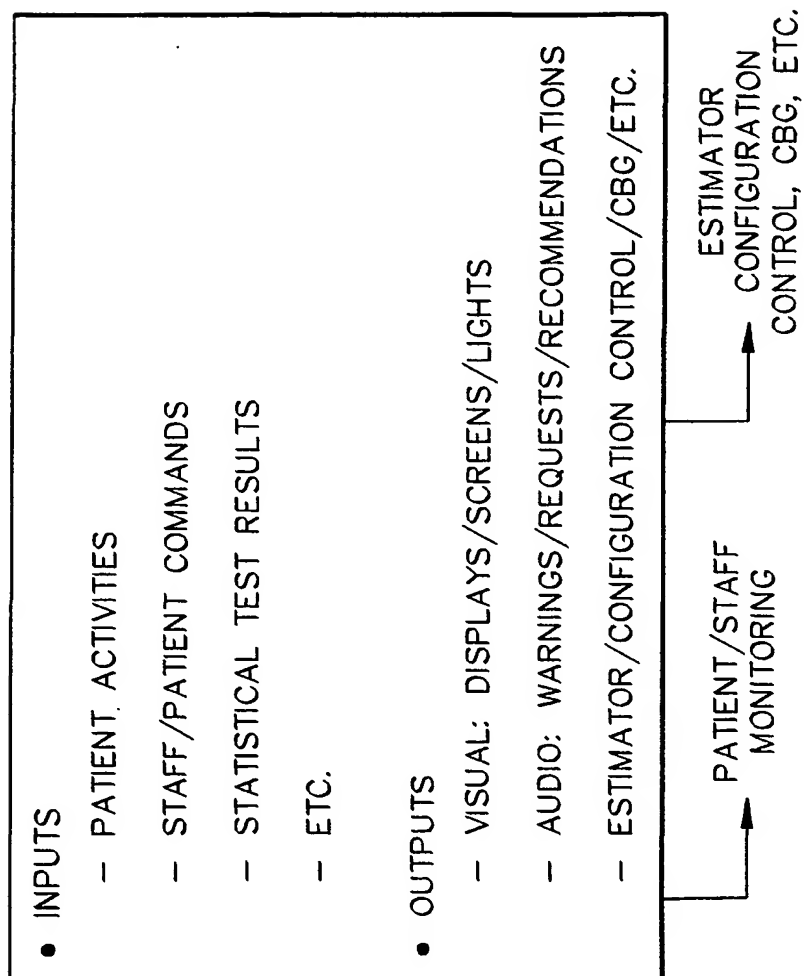 • INPUTS
– PATIENT ACTIVITIES
– STAFF/PATIENT COMMANDS
– STATISTICAL TEST RESULTS
– ETC.
• OUTPUTS
– VISUAL: DISPLAYS/SCREENS/LIGHTS
– AUDIO: WARNINGS/REQUESTS/RECOMMENDATIONS
– ESTIMATOR/CONFIGURATION CONTROL/CBG/ETC.
PATIENT/STAFF
MONITORING
ESTIMATOR
CONFIGURATION
CONTROL, CBG, ETC.